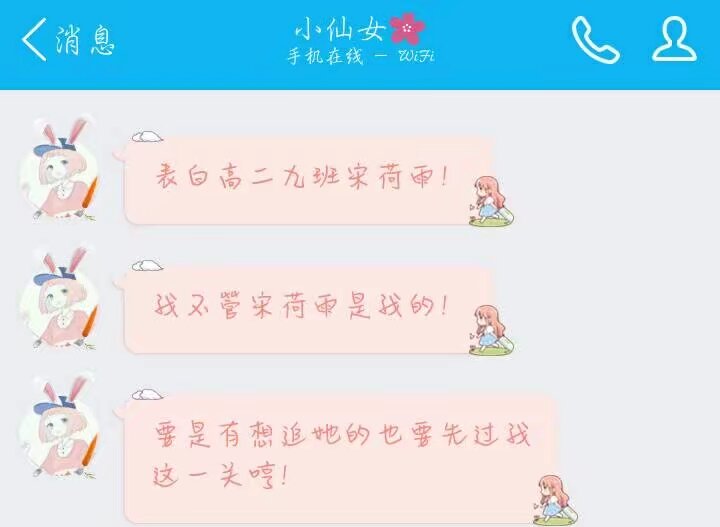 消息
小仙女
手机在线 - WiFi
表白高二九班宋荷雨!
我不管宋荷雨是我的!
要是有想追她的也要先过我
这一关哼!